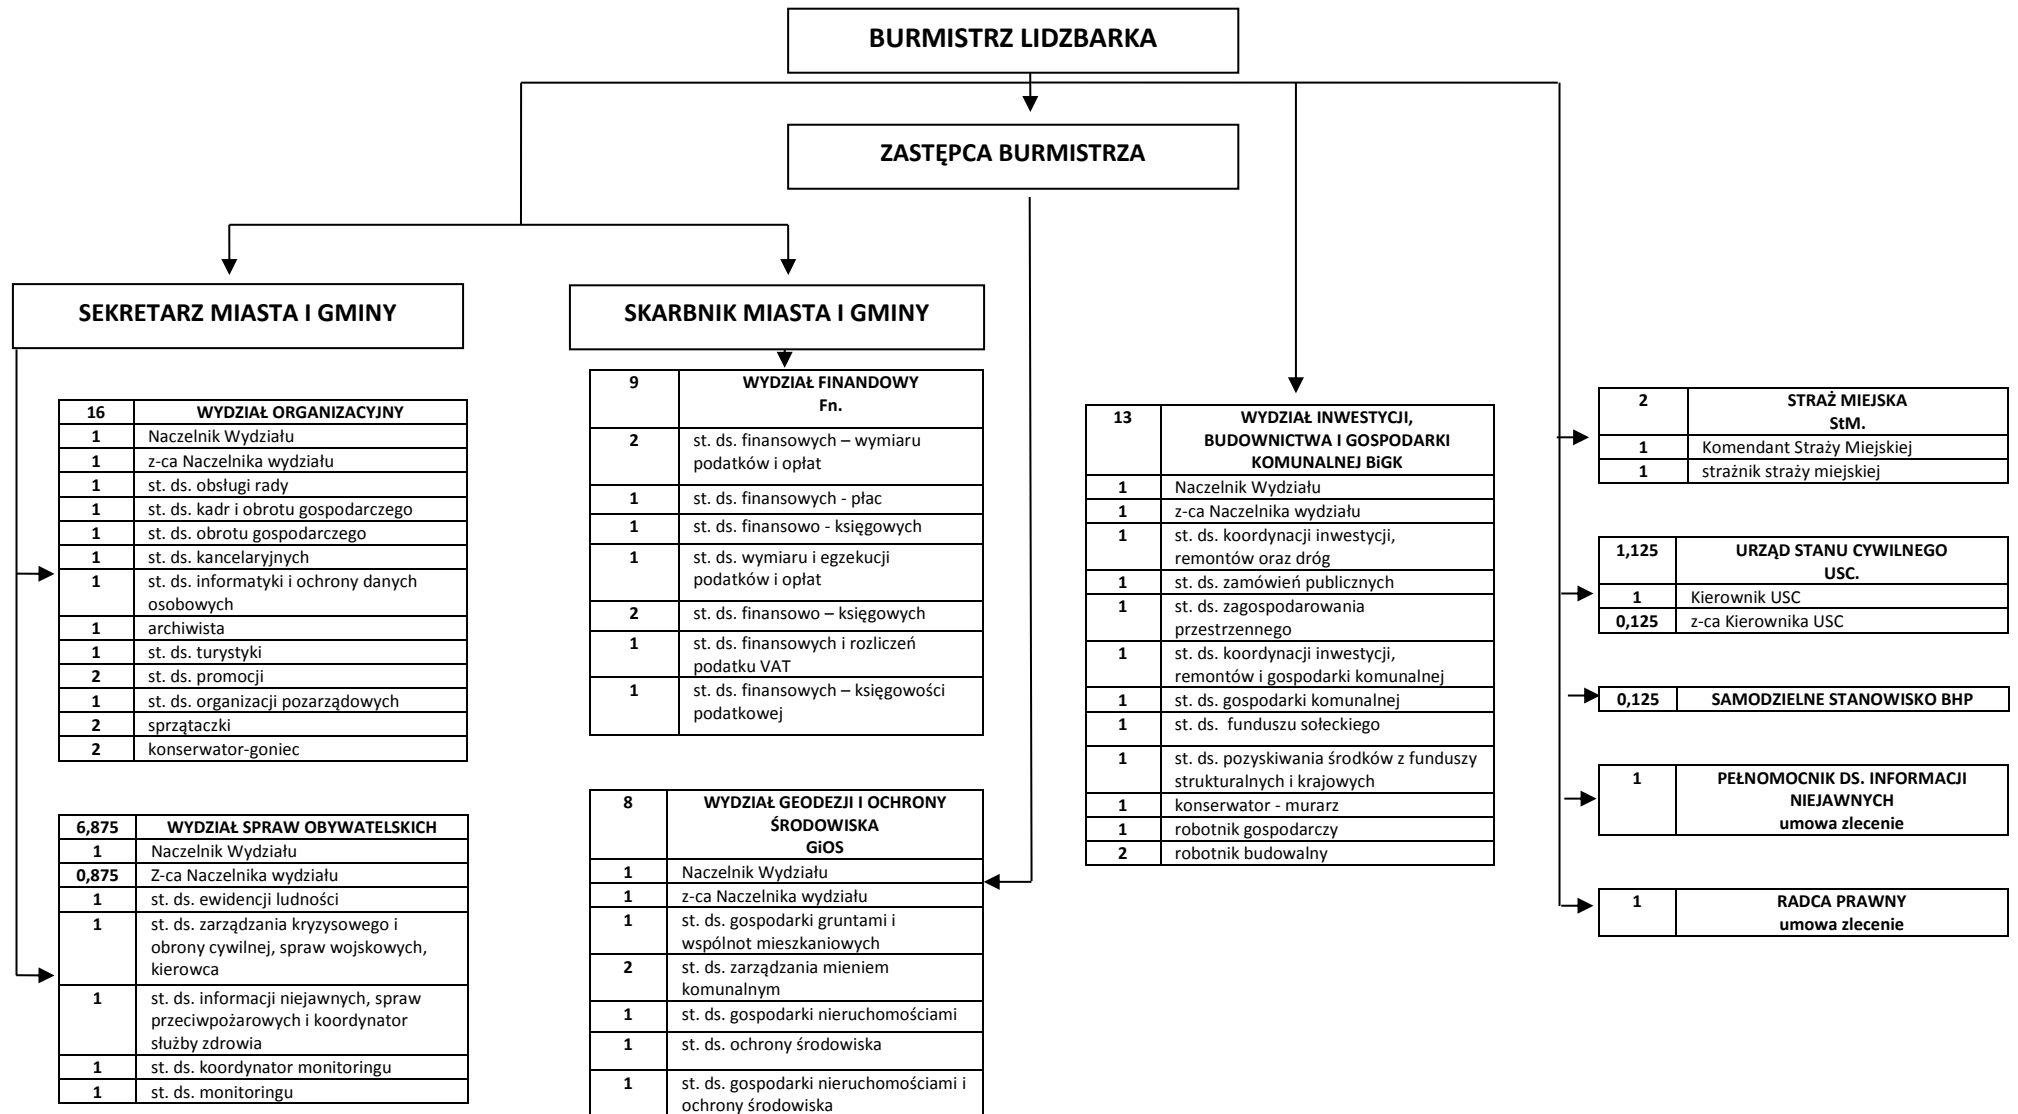 BURMISTRZ LIDZBARKA
ZASTĘPCA BURMISTRZA
SEKRETARZ MIASTA I GMINY
SKARBNIK MIASTA I GMINY
16 WYDZIAŁ ORGANIZACYJNY
1 Naczelnik Wydziału
1 z-ca Naczelnika wydziału
1 st. ds. obsługi rady
1 st. ds. kadr i obrotu gospodarczego
1 st. ds. obrotu gospodarczego
1 st. ds. kancelaryjnych
1 st. ds. informatyki i ochrony danych
osobowych
1 archiwista
1 st. ds. turystyki
2 st. ds. promocji
1 st. ds. organizacji pozarządowych
2 sprzątaczki
2 konserwator-goniec
6,875 WYDZIAŁ SPRAW OBYWATELSKICH
1 Naczelnik Wydziału
0,875 Z-ca Naczelnika wydziału
1 st. ds. ewidencji ludności
1 st. ds. zarządzania kryzysowego i
obrony cywilnej, spraw wojskowych,
kierowca
1 st. ds. informacji niejawnych, spraw
przeciwpożarowych i koordynator
służby zdrowia
1 st. ds. koordynator monitoringu
1 st. ds. monitoringu
9 WYDZIAŁ FINANDOWY
Fn.
2 st. ds. finansowych – wymiaru
podatków i opłat
1 st. ds. finansowych - płac
1 st. ds. finansowo - księgowych
1 st. ds. wymiaru i egzekucji
podatków i opłat
2 st. ds. finansowo – księgowych
1 st. ds. finansowych i rozliczeń
podatku VAT
1 st. ds. finansowych – księgowości
podatkowej
8 WYDZIAŁ GEODEZJI I OCHRONY
ŚRODOWISKA
GiOS
1 Naczelnik Wydziału
1 z-ca Naczelnika wydziału
1 st. ds. gospodarki gruntami i
wspólnot mieszkaniowych
2 st. ds. zarządzania mieniem
komunalnym
1 st. ds. gospodarki nieruchomościami
1 st. ds. ochrony środowiska
1 st. ds. gospodarki nieruchomościami i
ochrony środowiska
13 WYDZIAŁ INWESTYCJI,
BUDOWNICTWA I GOSPODARKI
KOMUNALNEJ BiGK
1 Naczelnik Wydziału
1 z-ca Naczelnika wydziału
1 st. ds. koordynacji inwestycji,
remontów oraz dróg
1 st. ds. zamówień publicznych
1 st. ds. zagospodarowania
przestrzennego
1 st. ds. koordynacji inwestycji,
remontów i gospodarki komunalnej
1 st. ds. gospodarki komunalnej
1 st. ds. funduszu sołeckiego
1 st. ds. pozyskiwania środków z funduszy
strukturalnych i krajowych
1 konserwator - murarz
1 robotnik gospodarczy
2 robotnik budowalny
2 STRAŻ MIEJSKA
StM.
1 Komendant Straży Miejskiej
1 strażnik straży miejskiej
1,125 URZĄD STANU CYWILNEGO
USC.
1 Kierownik USC
0,125 z-ca Kierownika USC
0,125 SAMODZIELNE STANOWISKO BHP
1 PEŁNOMOCNIK DS. INFORMACJI
NIEJAWNYCH
umowa zlecenie
1 RADCA PRAWNY
umowa zlecenie